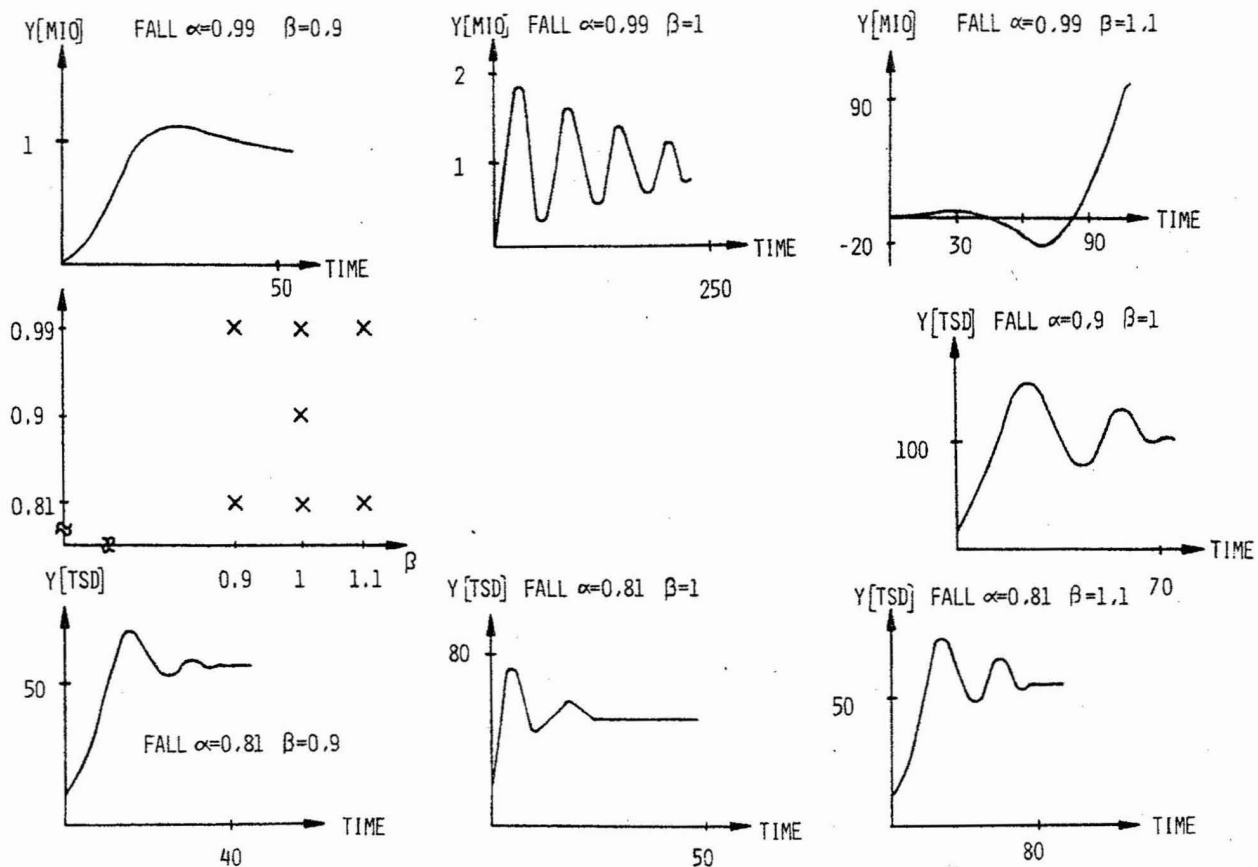 Y[MIO] FALL α=0.99 β=0.9
1
50
TIME
Y[MIO] FALL α=0.99 β=1
2
1
250
TIME
Y[MIO] FALL α=0.99 β=1.1
90
-20
30
90
TIME
0.99
0.9
0.81
0.9
1
1.1
β
Y[TSD] FALL α=0.9 β=1
100
70
TIME
Y[TSD]
50
FALL α=0.81 β=0.9
40
TIME
Y[TSD] FALL α=0.81 β=1
80
50
TIME
Y[TSD] FALL α=0.81 β=1.1
50
80
TIME